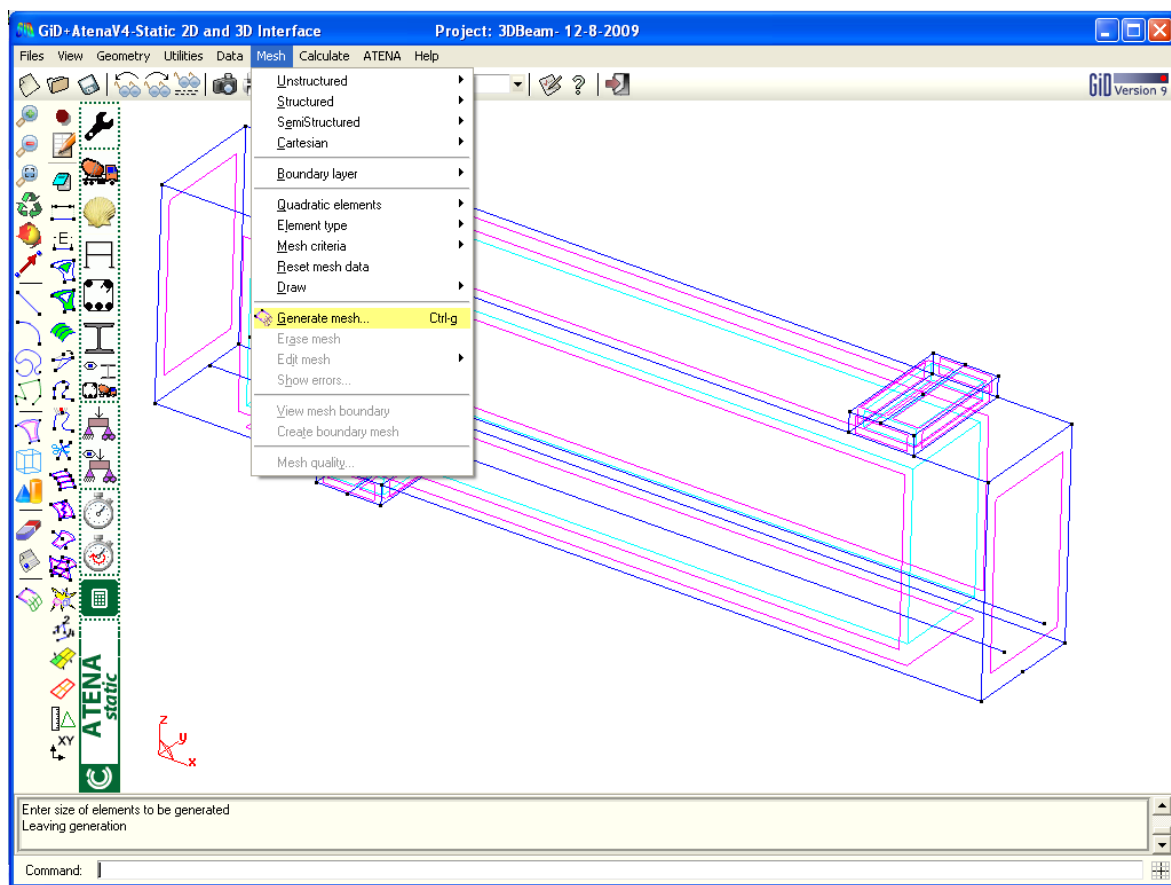 GiD+AtenaV4-Static 2D and 3D Interface Project: 3DBeam- 12-8-2009
Files View Geometry Utilities Data Mesh Calculate ATENA Help
GiD Version 9
Unstructured
Structured
SemiStructured
Cartesian
Boundary layer
Quadratic elements
Element type
Mesh criteria
Reset mesh data
Draw
Generate mesh... Ctrl-g
Erase mesh
Edit mesh
Show errors...
View mesh boundary
Create boundary mesh
Mesh quality...
E
XY
ATENA
static
z
y
x
Enter size of elements to be generated
Leaving generation
Command: